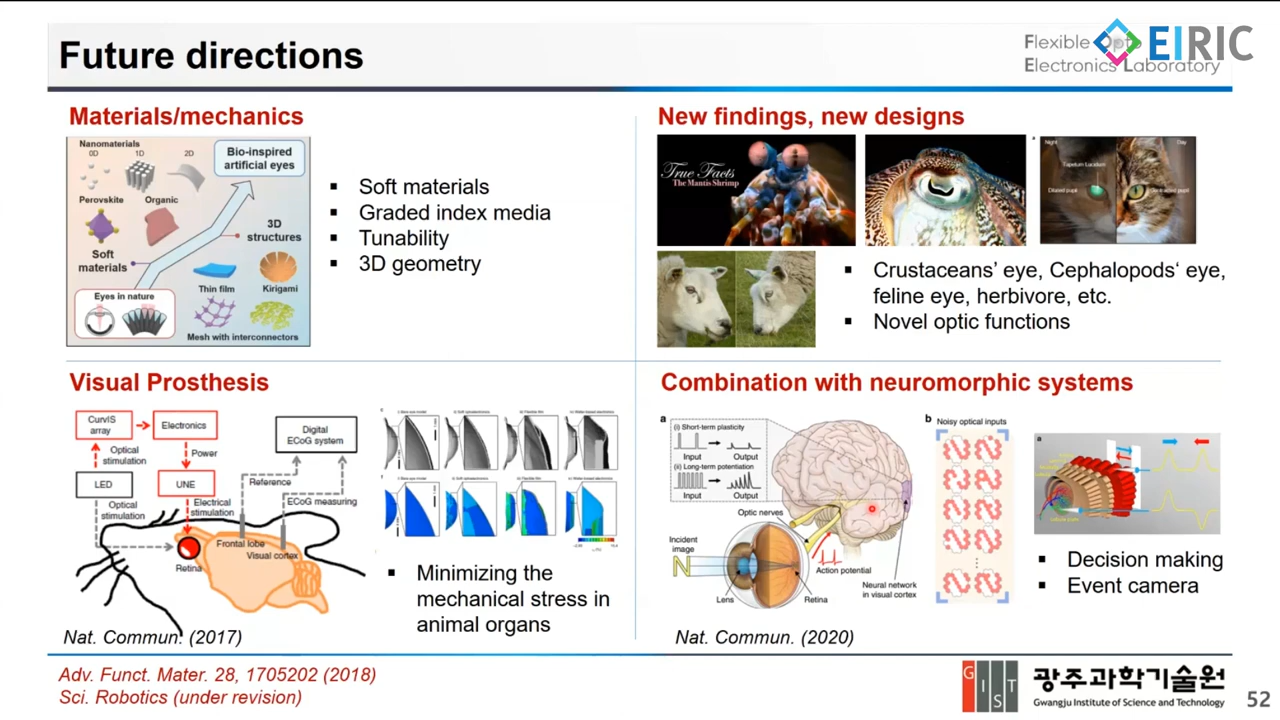 Future directions
Flexible Opto
Electronics Laboratory
EIRIC
Materials/mechanics
Nanomaterials
0D 1D 2D
Bio-inspired
artificial eyes
Perovskite Organic
3D
structures
Soft
materials
Eyes in nature
Thin film Kirigami
Mesh with interconnectors
▪ Soft materials
▪ Graded index media
▪ Tunability
▪ 3D geometry
New findings, new designs
True Facts
The Mantis Shrimp
Night Day
Tapetum Lucidum
Dilated pupil
▪ Crustaceans' eye, Cephalopods' eye,
feline eye, herbivore, etc.
▪ Novel optic functions
Visual Prosthesis
CurvIS
array
Electronics
Digital
ECoG system
Optical
stimulation
Power
LED
UNE
Reference
Optical
stimulation
Electrical
stimulation
ECoG measuring
Frontal lobe
Visual cortex
Retina
▪ Minimizing the
mechanical stress in
animal organs
Nat. Commun. (2017)
Combination with neuromorphic systems
a
(i) Short-term plasticity
Input Output
(ii) Long-term potentiation
Input Output
Optic nerves
Incident
image
N
Action potential
Lens Retina
Neural network
in visual cortex
b Noisy optical inputs
a
▪ Decision making
▪ Event camera
Nat. Commun. (2020)
Adv. Funct. Mater. 28, 1705202 (2018)
Sci. Robotics (under revision)
GIST
광주과학기술원
Gwangju Institute of Science and Technology
52